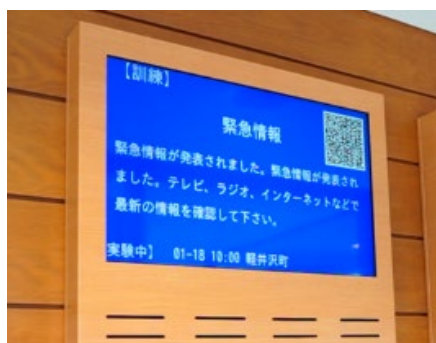 【訓練】
緊急情報
緊急情報が発表されました。緊急情報が発表され
ました。テレビ、ラジオ、インターネットなどで
最新の情報を確認して下さい。
実験中】 01-18 10:00 軽井沢町